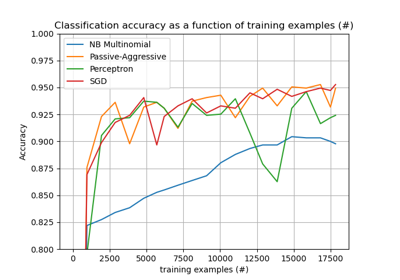 Classification accuracy as a function of training examples (#)
NB Multinomial
Passive-Aggressive
Perceptron
SGD
1.000
0.975
0.950
0.925
0.900
0.875
0.850
0.825
0.800
Accuracy
0 2500 5000 7500 10000 12500 15000 17500
training examples (#)